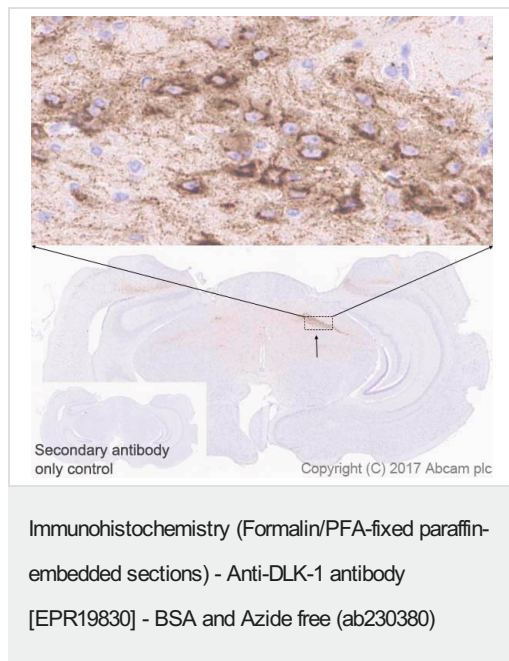 Secondary antibody
only control
Copyright (C) 2017 Abcam plc
Immunohistochemistry (Formalin/PFA-fixed paraffin-
embedded sections) - Anti-DLK-1 antibody
[EPR19830] - BSA and Azide free (ab230380)